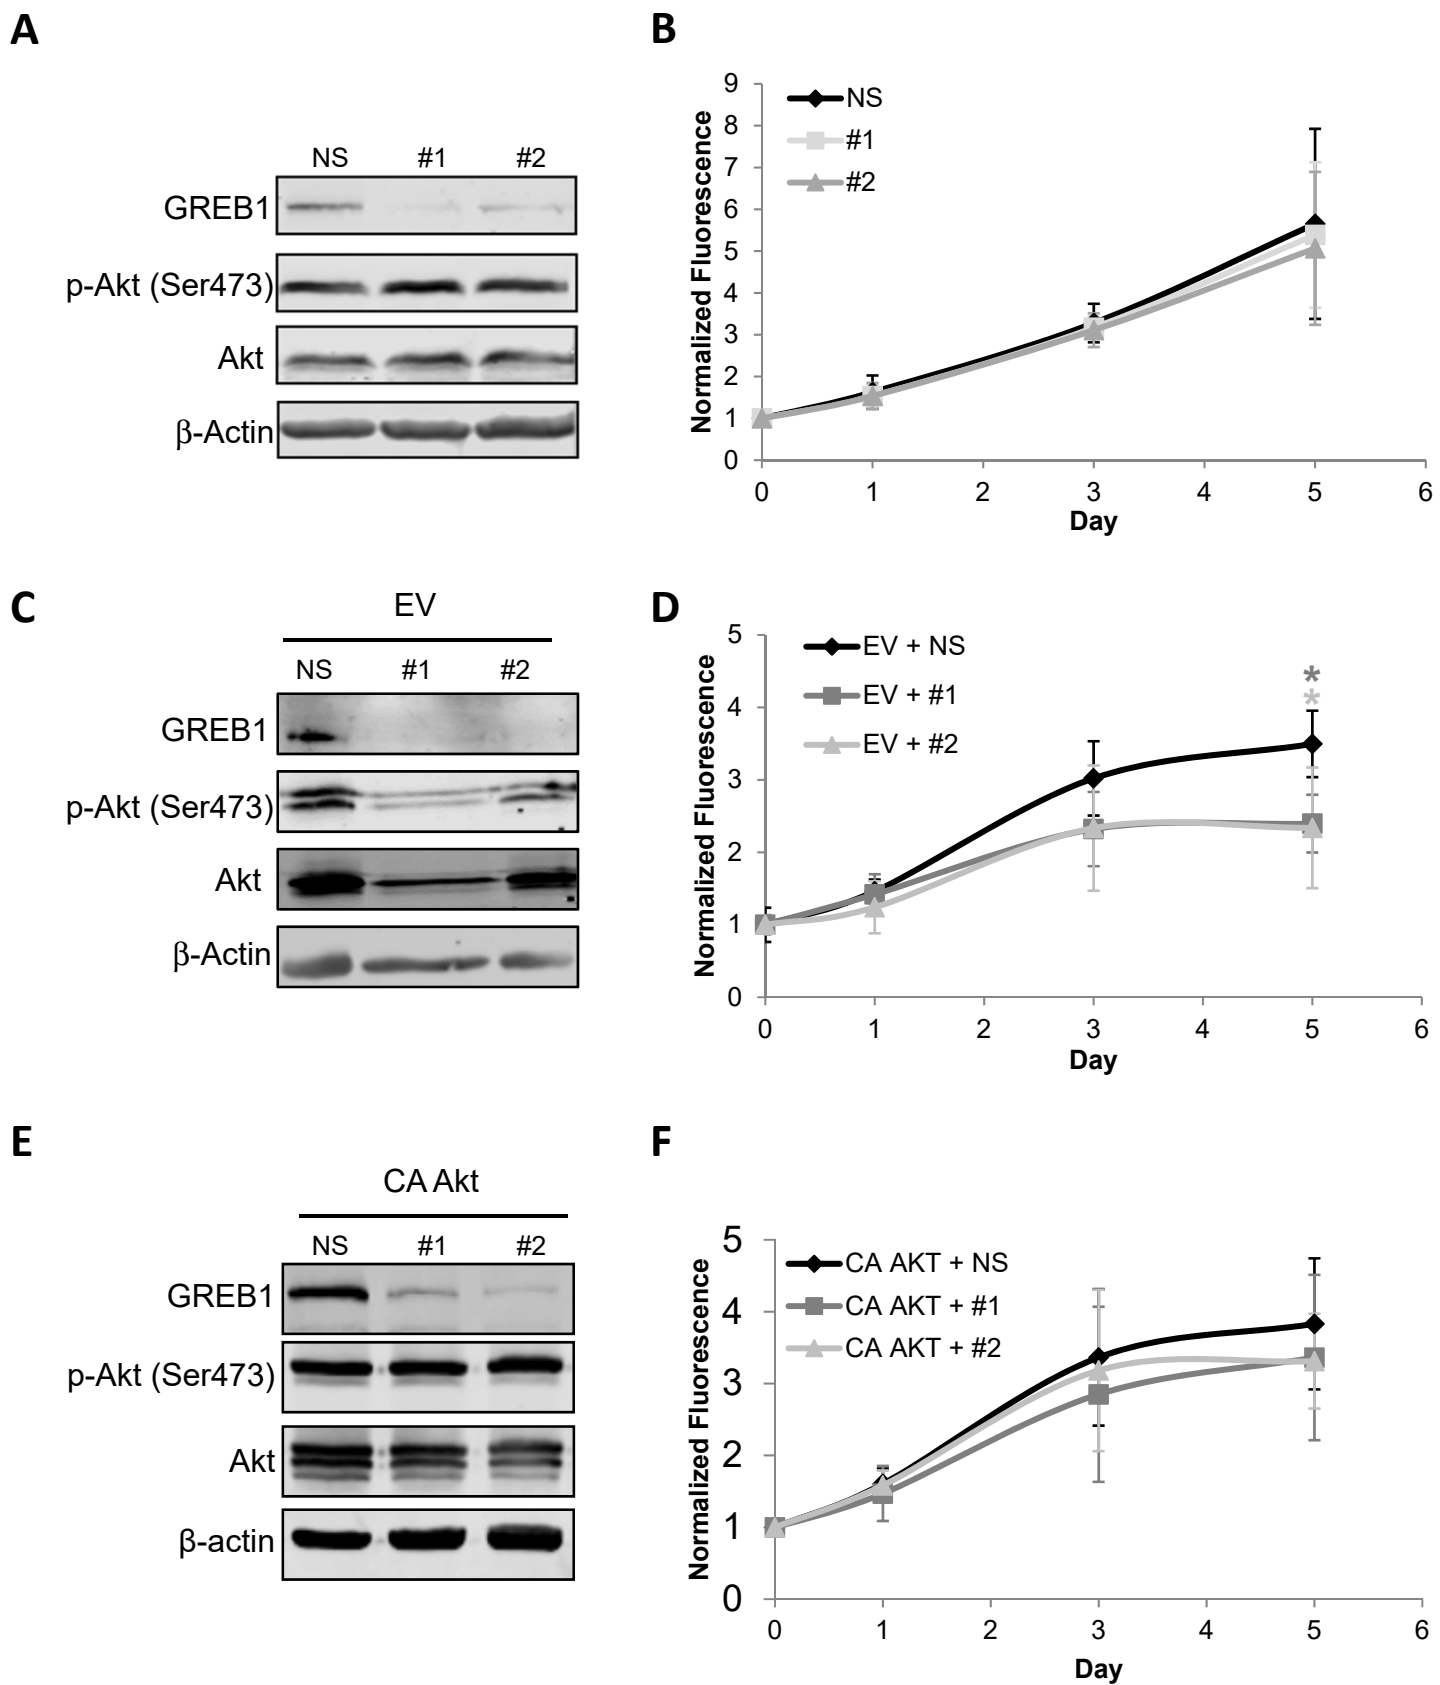 A
NS #1 #2
GREB1
p-Akt (Ser473)
Akt
β-Actin
B
Normalized Fluorescence
9
8
7
6
5
4
3
2
1
0
NS
#1
#2
0 1 2 3 4 5 6
Day
C
EV
NS #1 #2
GREB1
p-Akt (Ser473)
Akt
β-Actin
D
Normalized Fluorescence
5
4
3
2
1
0
EV + NS
EV + #1
EV + #2
*
*
0 1 2 3 4 5 6
Day
E
CA Akt
NS #1 #2
GREB1
p-Akt (Ser473)
Akt
β-actin
F
Normalized Fluorescence
5
4
3
2
1
0
CA AKT + NS
CA AKT + #1
CA AKT + #2
0 1 2 3 4 5 6
Day